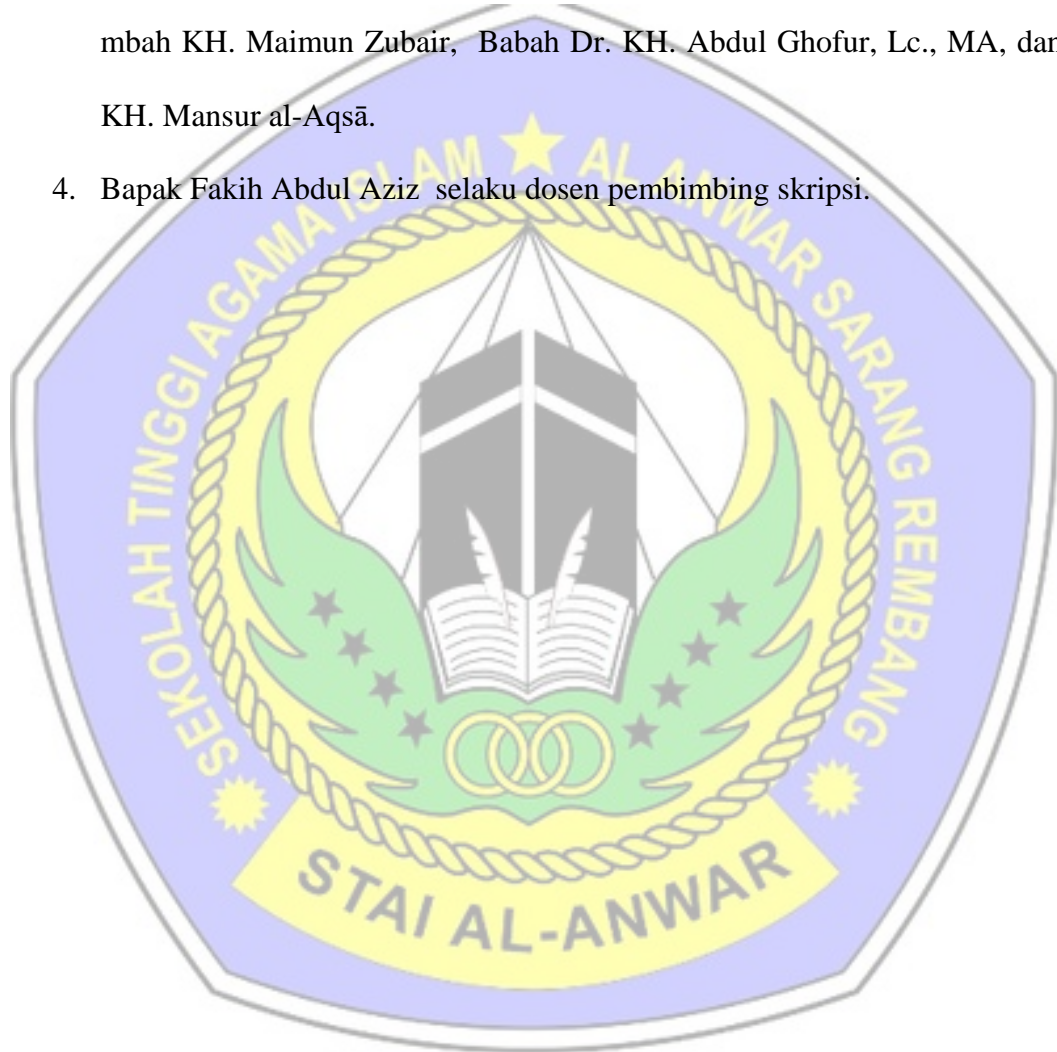 mbah KH. Maimun Zubair, Babah Dr. KH. Abdul Ghofur, Lc., MA, dan
KH. Mansur al-Aqsā.
4. Bapak Fakih Abdul Aziz selaku dosen pembimbing skripsi.
SEKOLAH TINGGI AGAMA ISLAM AL ANWAR SARANG REMBANG
STAI AL-ANWAR